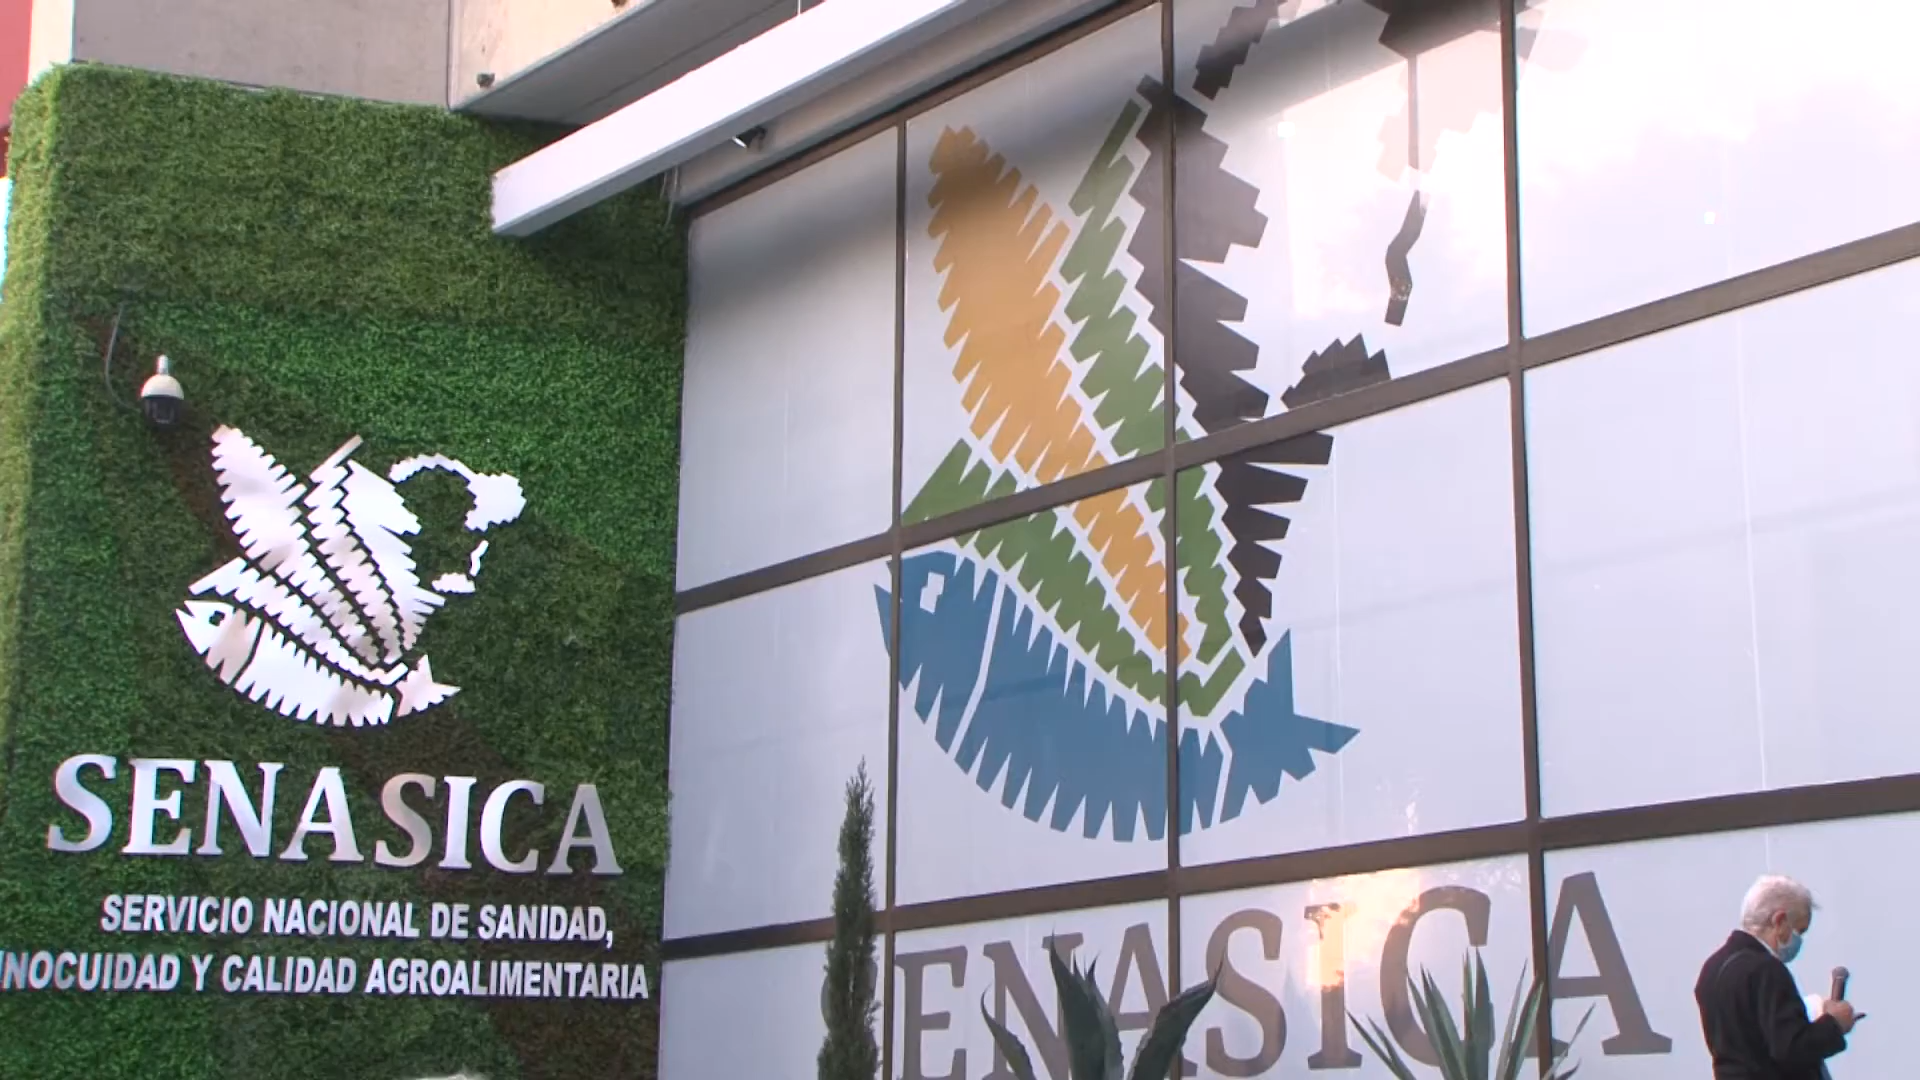 SENASICA
SERVICIO NACIONAL DE SANIDAD,
INOCUIDAD Y CALIDAD AGROALIMENTARIA
SENASICA